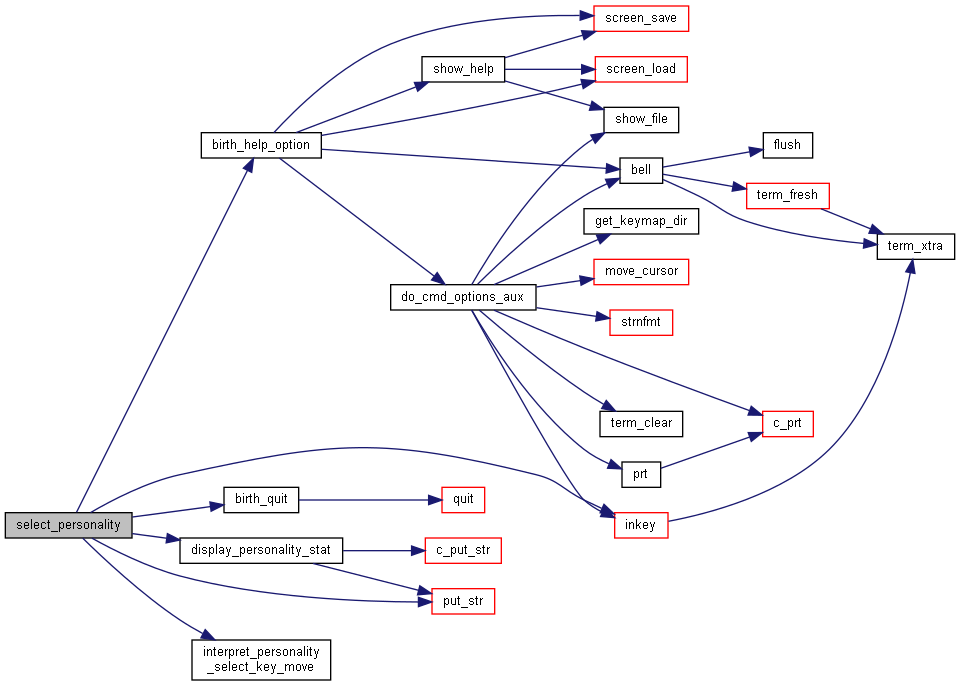 screen_save
show_help
screen_load
show_file
birth_help_option
flush
bell
term_fresh
get_keymap_dir
term_xtra
move_cursor
do_cmd_options_aux
strnfmt
term_clear
c_prt
prt
birth_quit
quit
select_personality
inkey
display_personality_stat
c_put_str
put_str
interpret_personality
_select_key_move